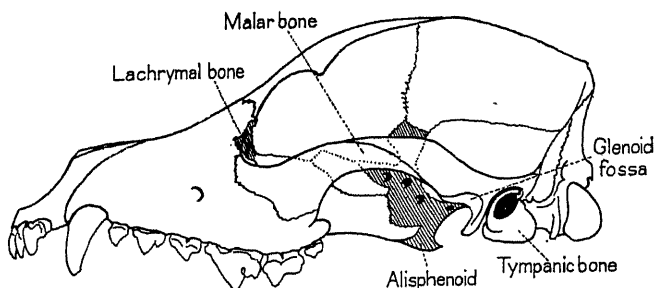 Malar bone
Lachrymal bone
Glenoid
fossa
Alisphenoid
Tympanic bone